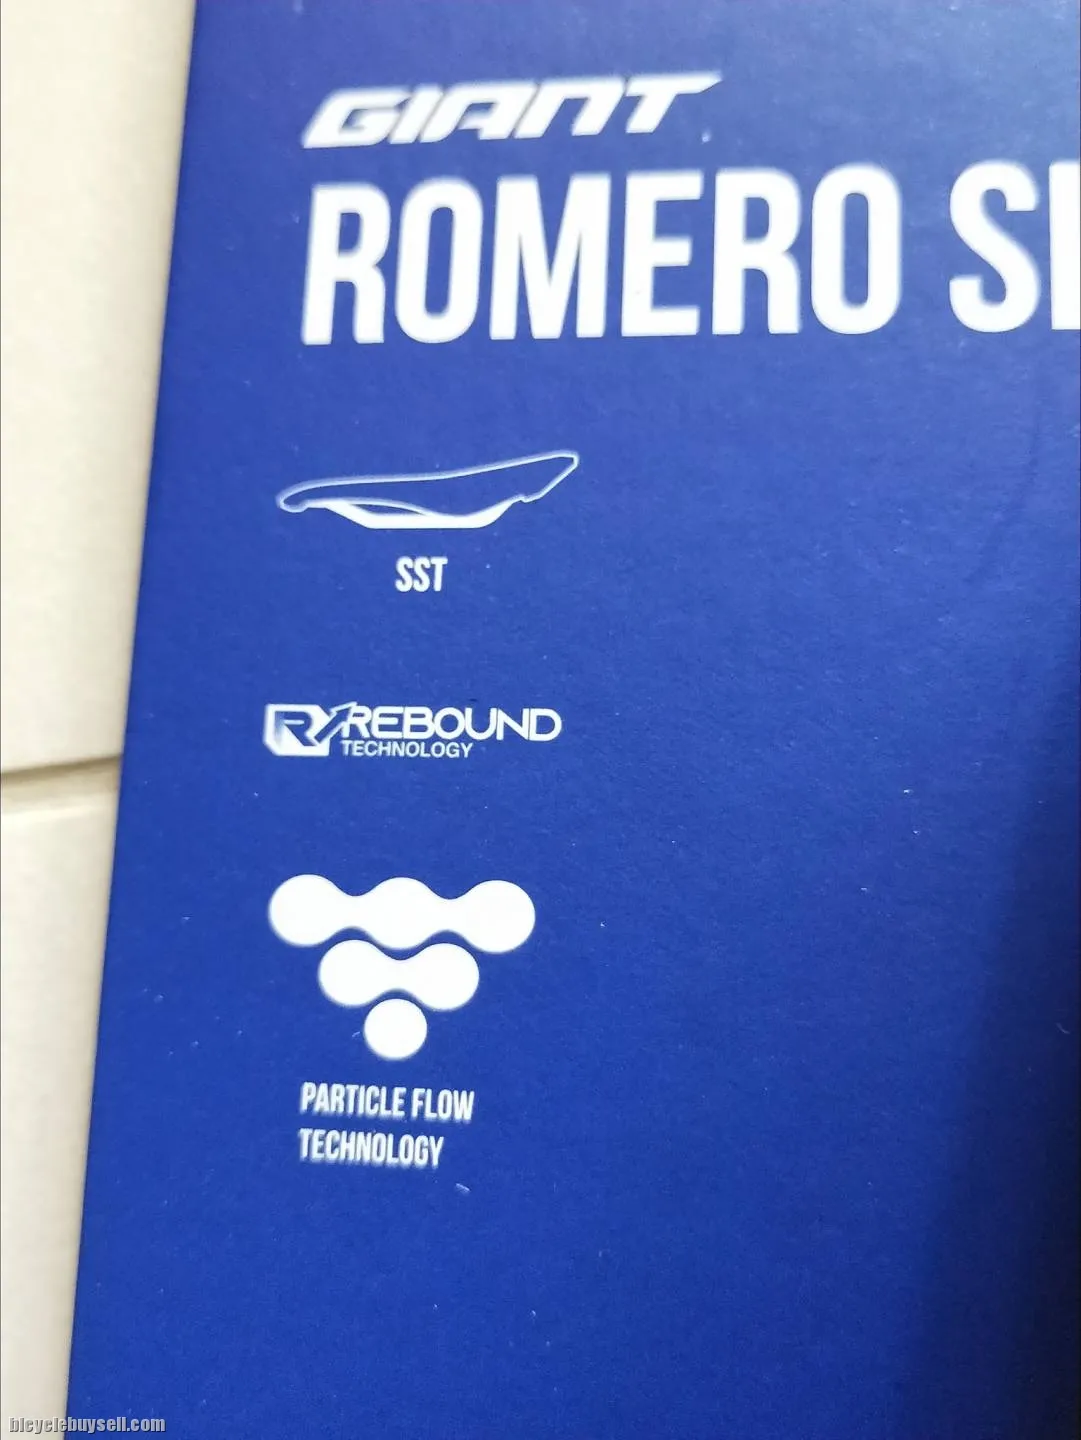 GIANT
ROMERO S
SST
REBOUND
TECHNOLOGY
PARTICLE FLOW
TECHNOLOGY
bicyclebuysell.com